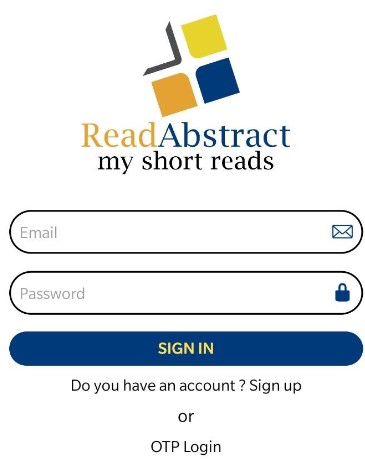 ReadAbstract
my short reads
Email
Password
SIGN IN
Do you have an account ? Sign up
or
OTP Login